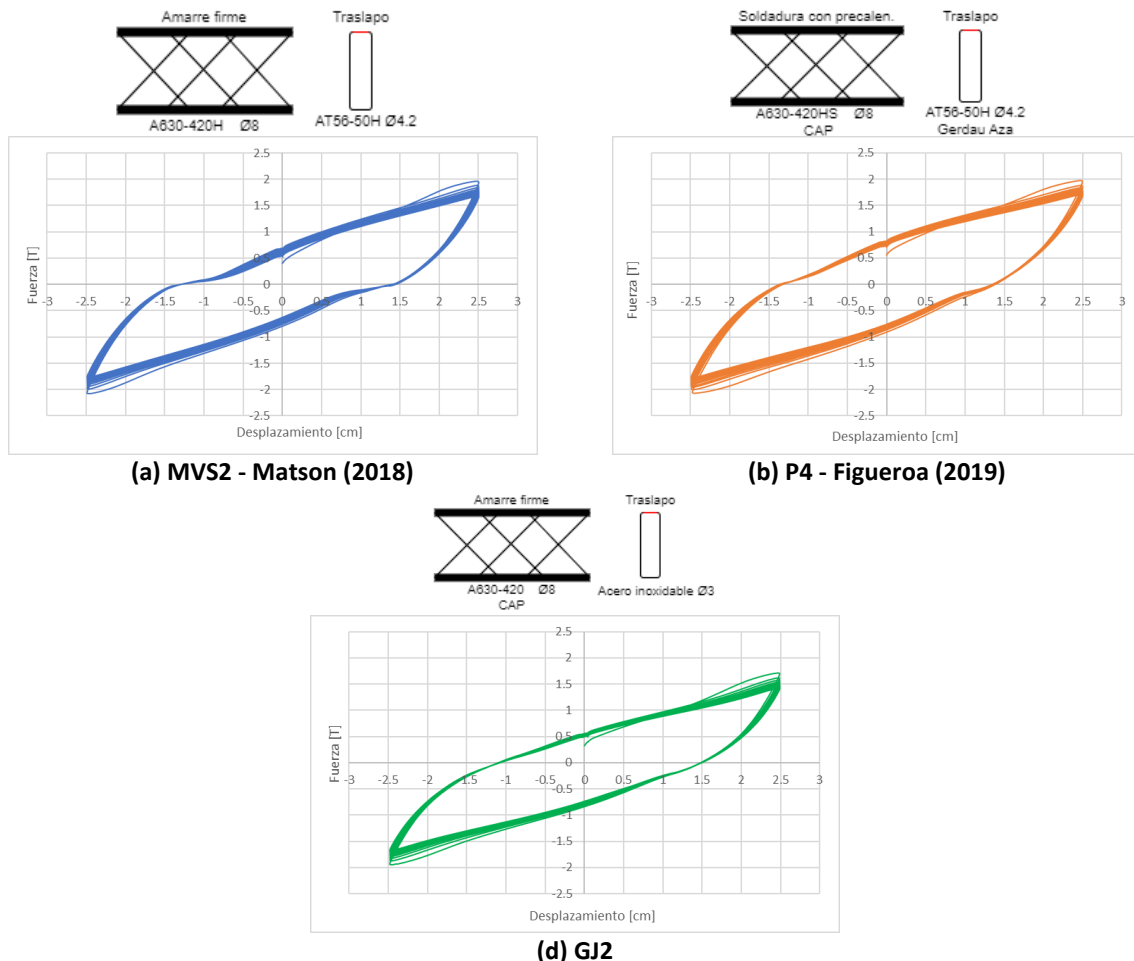 Amarre firme Traslapo
A630-420H Ø8 AT56-50H Ø4.2
Fuerza [T]
2.5
2
1.5
1
0.5
0
-3 -2.5 -2 -1.5 -1 -0.5 0 0.5 1 1.5 2 2.5 3
-0.5
-1
-1.5
-2
-2.5
Desplazamiento [cm]
(a) MVS2 - Matson (2018)
Soldadura con precalen. Traslapo
A630-420HS Ø8 AT56-50H Ø4.2
CAP Gerdau Aza
Fuerza [T]
2.5
2
1.5
1
0.5
0
-3 -2.5 -2 -1.5 -1 -0.5 0 0.5 1 1.5 2 2.5 3
-0.5
-1
-1.5
-2
-2.5
Desplazamiento [cm]
(b) P4 - Figueroa (2019)
Amarre firme Traslapo
A630-420 Ø8 Acero inoxidable Ø3
CAP
Fuerza [T]
2.5
2
1.5
1
0.5
0
-3 -2.5 -2 -1.5 -1 -0.5 0 0.5 1 1.5 2 2.5 3
-0.5
-1
-1.5
-2
-2.5
Desplazamiento [cm]
(d) GJ2